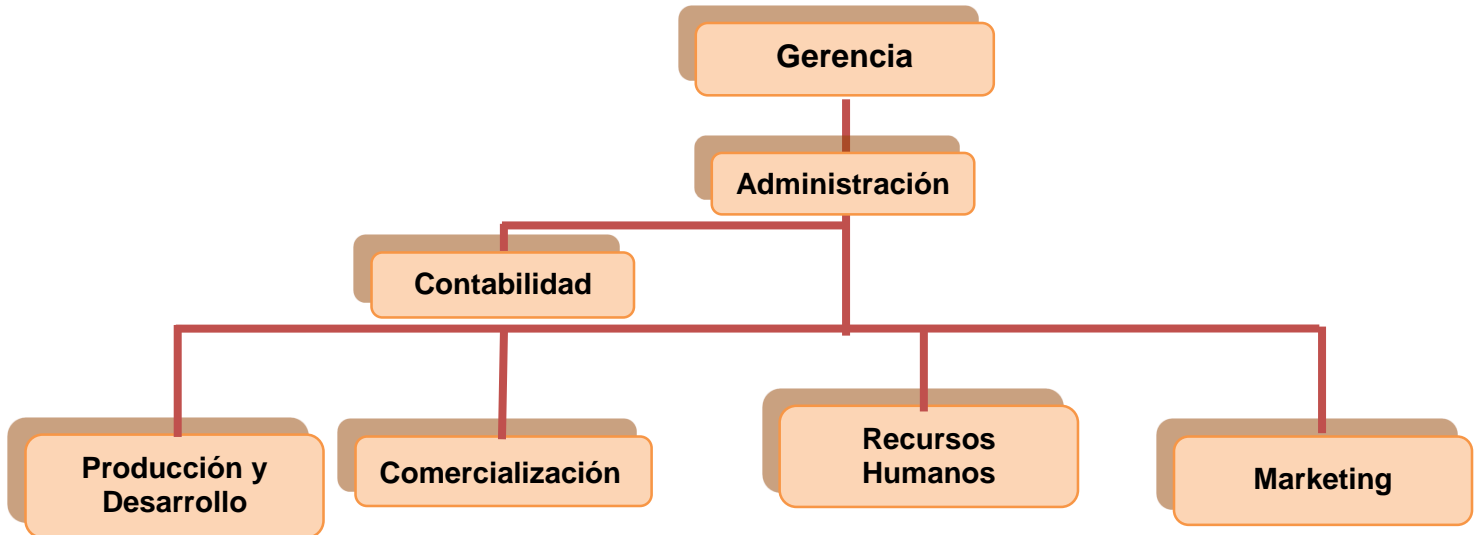 Gerencia
Administración
Contabilidad
Producción y
Desarrollo
Comercialización
Recursos
Humanos
Marketing